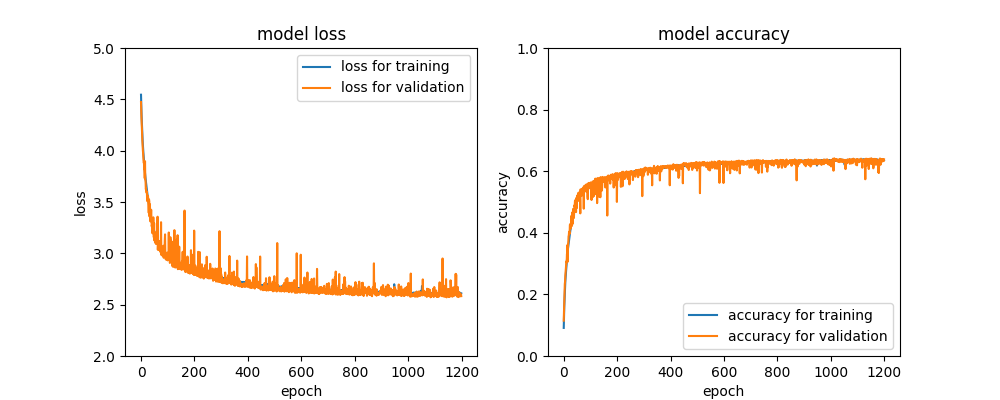 model loss
5.0
4.5
4.0
3.5
3.0
2.5
2.0
loss
0 200 400 600 800 1000 1200
epoch
loss for training
loss for validation
model accuracy
1.0
0.8
0.6
0.4
0.2
0.0
accuracy
0 200 400 600 800 1000 1200
epoch
accuracy for training
accuracy for validation